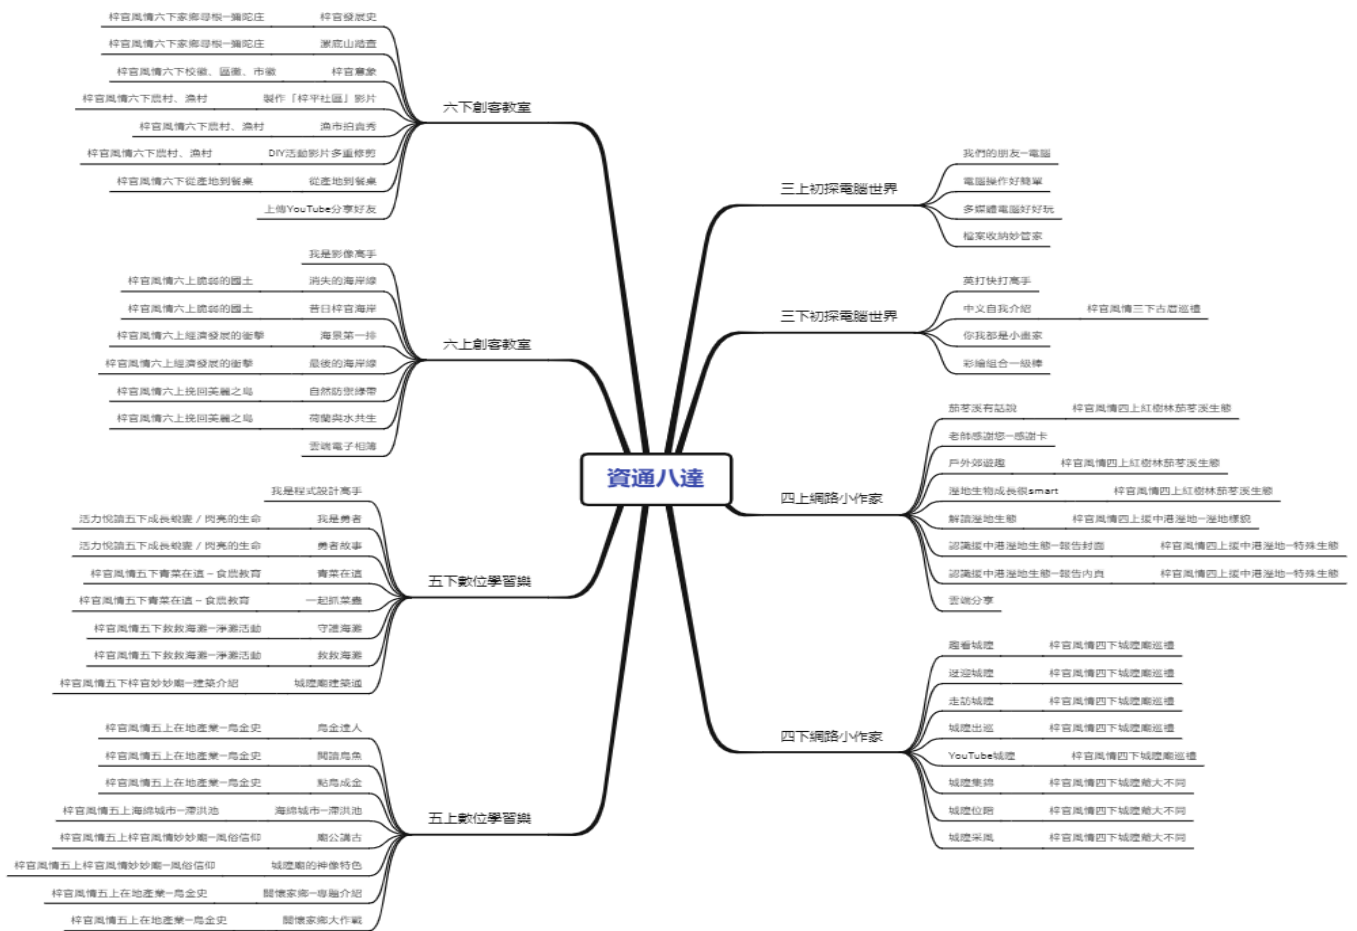 資通八達
六下創客教室
梓官風情六下家鄉尋根—彌陀庄 梓官發展史
梓官風情六下家鄉尋根—彌陀庄 漯底山踏查
梓官風情六下校徽、區徽、市徽 梓官意象
梓官風情六下農村、漁村 製作「梓平社區」影片
梓官風情六下農村、漁村 漁市拍賣秀
梓官風情六下農村、漁村 DIY活動影片多重修剪
梓官風情六下從產地到餐桌 從產地到餐桌
上傳YouTube分享好友
六上創客教室
我是影像高手
梓官風情六上脆弱的國土 消失的海岸線
梓官風情六上脆弱的國土 昔日梓官海岸
梓官風情六上經濟發展的衝擊 海景第一排
梓官風情六上經濟發展的衝擊 最後的海岸線
梓官風情六上挽回美麗之島 自然防禦綠帶
梓官風情六上挽回美麗之島 荷蘭與水共生
雲端電子相簿
五下數位學習樂
我是程式設計高手
活力悅讀五下成長蛻變/閃亮的生命 我是勇者
活力悅讀五下成長蛻變/閃亮的生命 勇者故事
梓官風情五下青菜在這–食農教育 青菜在這
梓官風情五下青菜在這–食農教育 一起抓菜蟲
梓官風情五下救救海灘—淨灘活動 守護海灘
梓官風情五下救救海灘—淨灘活動 救救海灘
梓官風情五下梓官妙妙廟—建築介紹 城隍廟建築通
五上數位學習樂
梓官風情五上在地產業—烏金史 烏金達人
梓官風情五上在地產業—烏金史 閱讀烏魚
梓官風情五上在地產業—烏金史 點烏成金
梓官風情五上海綿城市—滯洪池 海綿城市—滯洪池
梓官風情五上梓官風情妙妙廟—風俗信仰 廟公講古
梓官風情五上梓官風情妙妙廟—風俗信仰 城隍廟的神像特色
梓官風情五上在地產業—烏金史 關懷家鄉—專題介紹
梓官風情五上在地產業—烏金史 關懷家鄉大作戰
三上初探電腦世界
我們的朋友—電腦
電腦操作好簡單
多媒體電腦好好玩
檔案收納妙管家
三下初探電腦世界
英打快打高手
中文自我介紹 梓官風情三下古厝巡禮
你我都是小畫家
彩繪組合一級棒
四上網路小作家
茄苳溪有話說 梓官風情四上紅樹林茄苳溪生態
老師感謝您—感謝卡
戶外郊遊趣 梓官風情四上紅樹林茄苳溪生態
溼地生物成長很smart 梓官風情四上紅樹林茄苳溪生態
解讀溼地生態 梓官風情四上援中港溼地—溼地樣貌
認識援中港溼地生態—報告封面 梓官風情四上援中港溼地—特殊生態
認識援中港溼地生態—報告內頁 梓官風情四上援中港溼地—特殊生態
雲端分享
四下網路小作家
趣看城隍 梓官風情四下城隍廟巡禮
逆迎城隍 梓官風情四下城隍廟巡禮
走訪城隍 梓官風情四下城隍廟巡禮
城隍出巡 梓官風情四下城隍廟巡禮
YouTube城隍 梓官風情四下城隍廟巡禮
城隍集錦 梓官風情四下城隍爺大不同
城隍位階 梓官風情四下城隍爺大不同
城隍采風 梓官風情四下城隍爺大不同